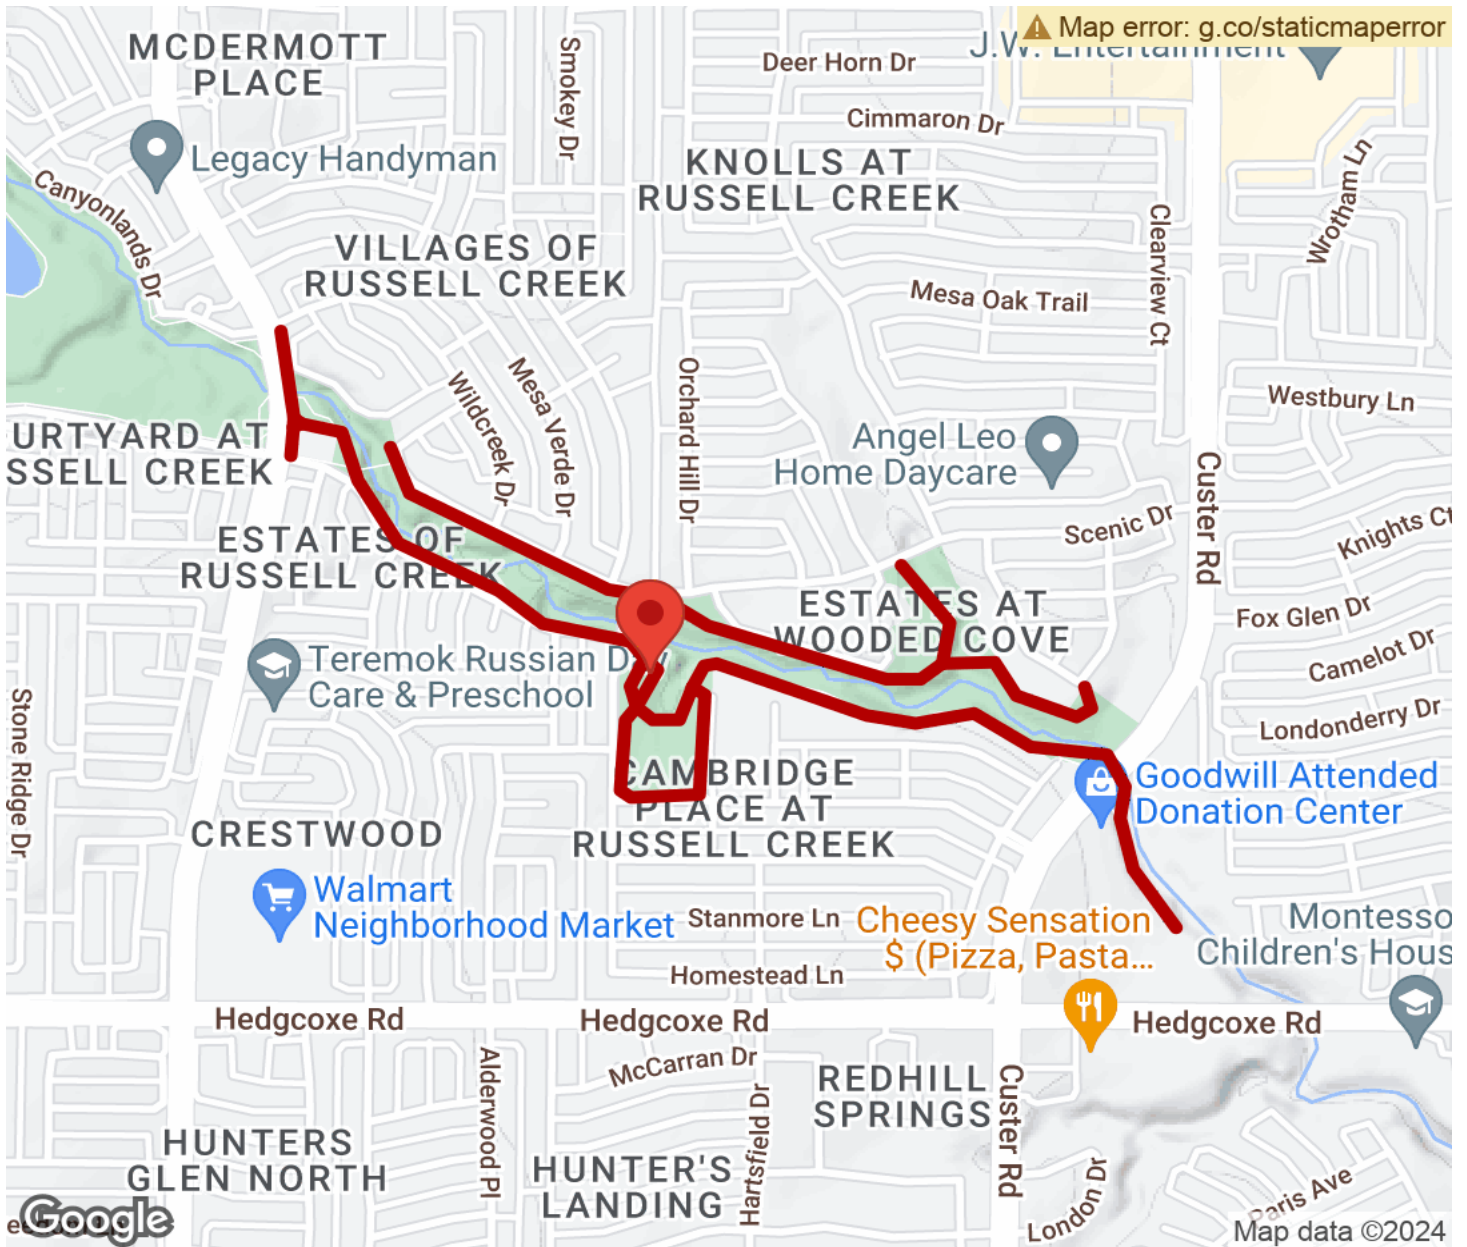 Map error: g.co/staticmaperror
MCDERMOTT
PLACE
Smokey Dr
Deer Horn Dr
J.W. Entertainment
Cimmaron Dr
Legacy Handyman
KNOLLS AT
RUSSELL CREEK
Wrotham Ln
Canyonlands Dr
Clearview Ct
VILLAGES OF
RUSSELL CREEK
Mesa Oak Trail
Orchard Hill Dr
Mesa Verde Dr
Wildcreek Dr
Westbury Ln
URTYARD AT
SSELL CREEK
Angel Leo
Home Daycare
Custer Rd
Scenic Dr
Knights Ct
ESTATES OF
RUSSELL CREEK
ESTATES AT
WOODED COVE
Fox Glen Dr
Camelot Dr
Teremok Russian Day
Care & Preschool
Stone Ridge Dr
Londonderry Dr
CAMBRIDGE
PLACE AT
RUSSELL CREEK
Goodwill Attended
Donation Center
CRESTWOOD
Walmart
Neighborhood Market
Stanmore Ln
Cheesy Sensation
$ (Pizza, Pasta...
Montesso
Children's Hous
Homestead Ln
Hedgcoxe Rd
Hedgcoxe Rd
Hedgcoxe Rd
Alderwood Pl
McCarran Dr
Hartsfield Dr
REDHILL
SPRINGS
Custer Rd
HUNTERS
GLEN NORTH
HUNTER'S
LANDING
London Dr
Paris Ave
Google
Map data ©2024